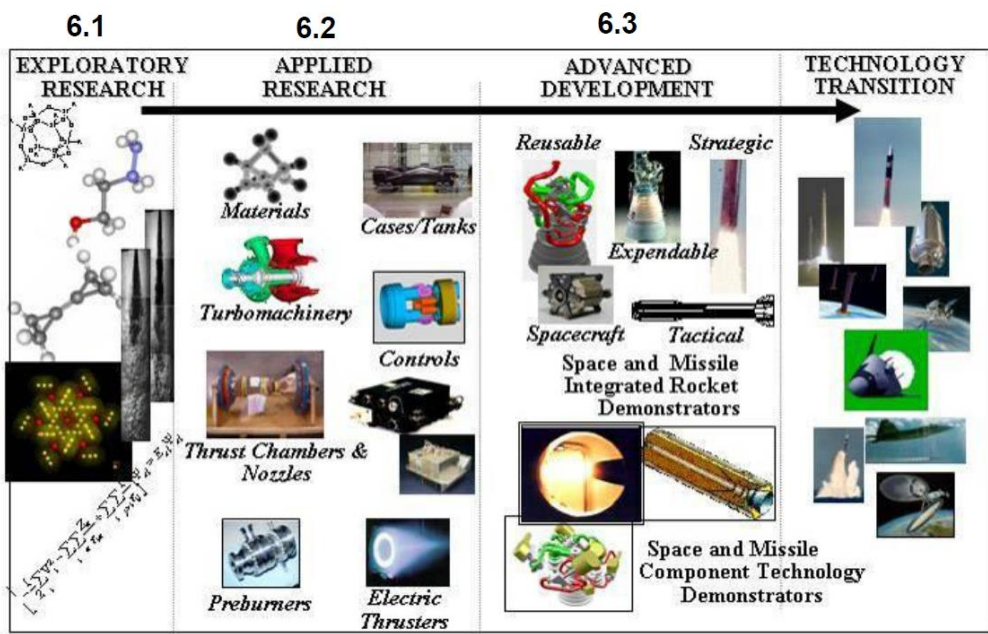 6.1
6.2
6.3
EXPLORATORY
RESEARCH
APPLIED
RESEARCH
ADVANCED
DEVELOPMENT
TECHNOLOGY
TRANSITION
Materials
Cases/Tanks
Turbomachinery
Controls
Thrust Chambers &
Nozzles
Preburners
Electric
Thrusters
Reusable
Strategic
Expendable
Spacecraft
Tactical
Space and Missile
Integrated Rocket
Demonstrators
Space and Missile
Component Technology
Demonstrators